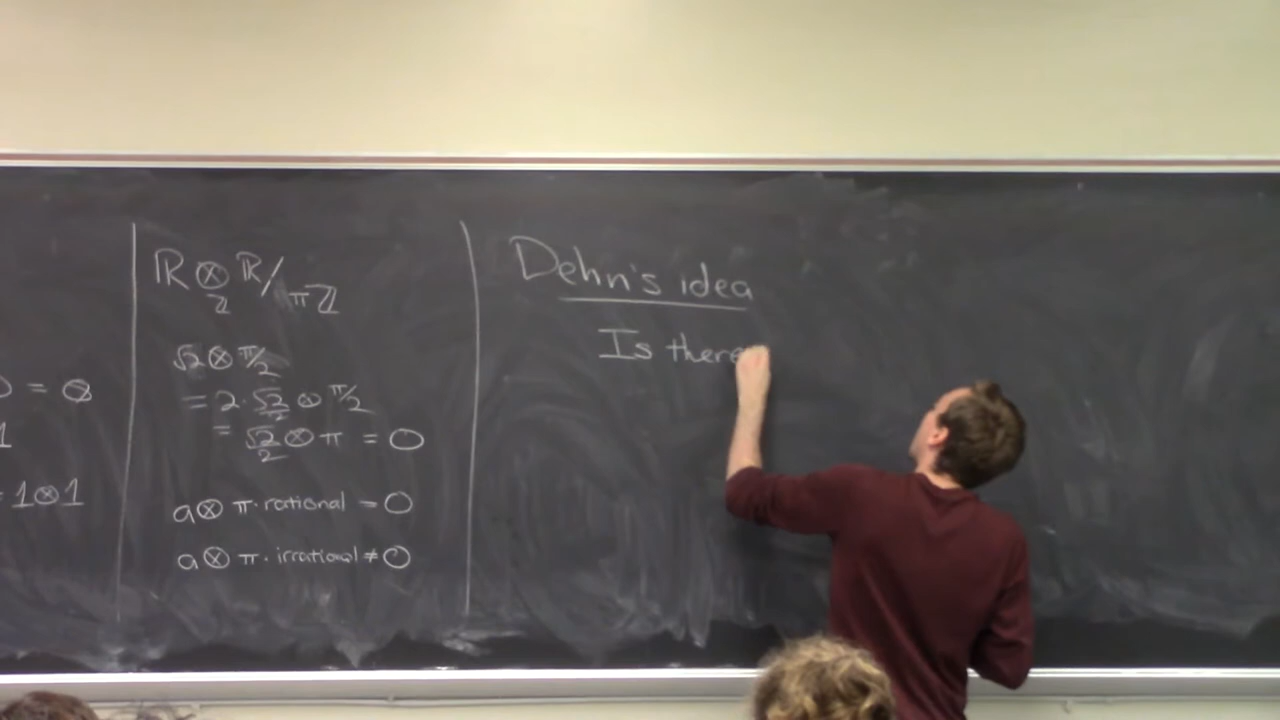 = 0
1
= 1⊗1
ℝ ⊗ ℝ/πℤ
ℤ
√2 ⊗ π/2
= 2·√2/2 ⊗ π/2
= √2/2 ⊗ π = 0
a ⊗ π·rational = 0
a ⊗ π·irrational ≠ 0
Dehn's idea
Is there